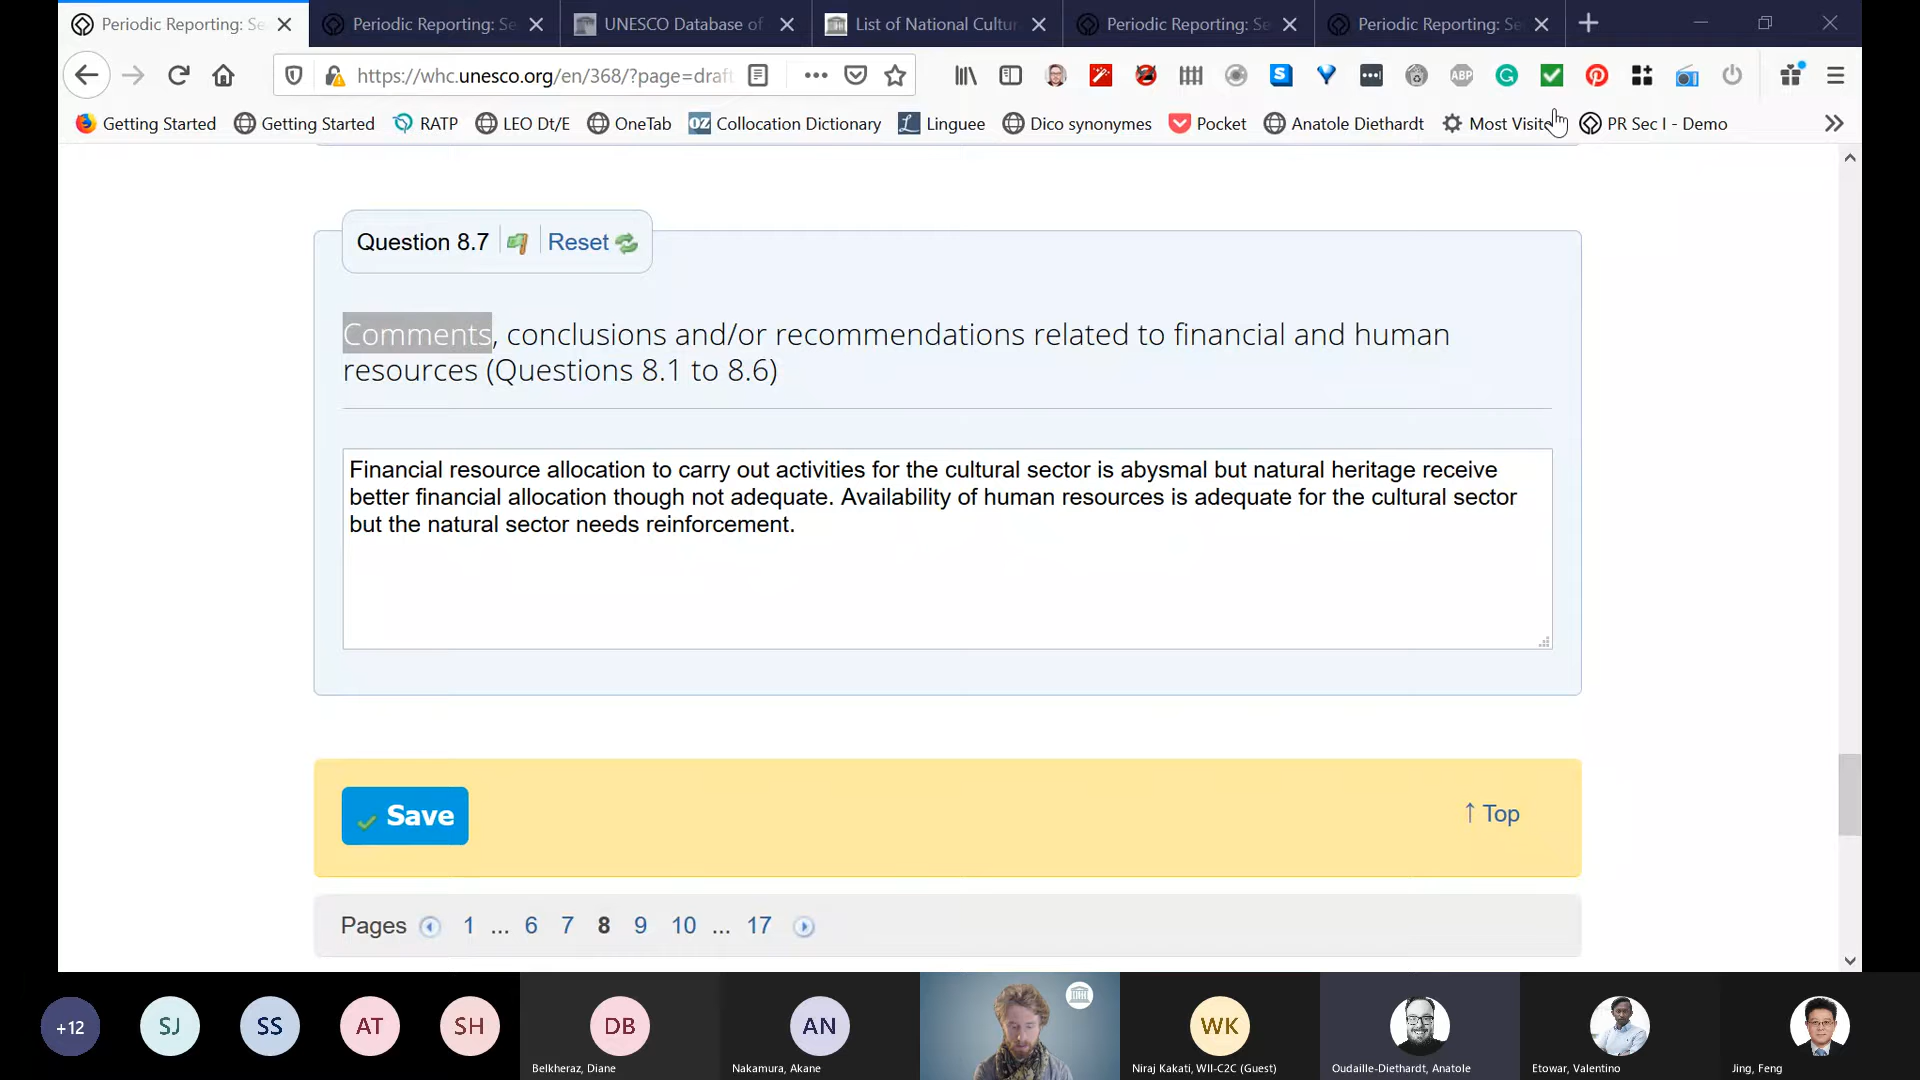 Periodic Reporting: Se
Periodic Reporting: Se
UNESCO Database of
List of National Cultur
Periodic Reporting: Se
Periodic Reporting: Se
https://whc.unesco.org/en/368/?page=draft
ABP
Getting Started
Getting Started
RATP
LEO Dt/E
OneTab
OZ
Collocation Dictionary
Linguee
Dico synonymes
Pocket
Anatole Diethardt
Most Visite
PR Sec I - Demo
Question 8.7
Reset
Comments, conclusions and/or recommendations related to financial and human
resources (Questions 8.1 to 8.6)
Financial resource allocation to carry out activities for the cultural sector is abysmal but natural heritage receive
better financial allocation though not adequate. Availability of human resources is adequate for the cultural sector
but the natural sector needs reinforcement.
Save
↑ Top
Pages 1 ... 6 7 8 9 10 ... 17
+12
SJ
SS
AT
SH
DB
AN
WK
Belkheraz, Diane
Nakamura, Akane
Niraj Kakati, WII-C2C (Guest)
Oudaille-Diethardt, Anatole
Etowar, Valentino
Jing, Feng